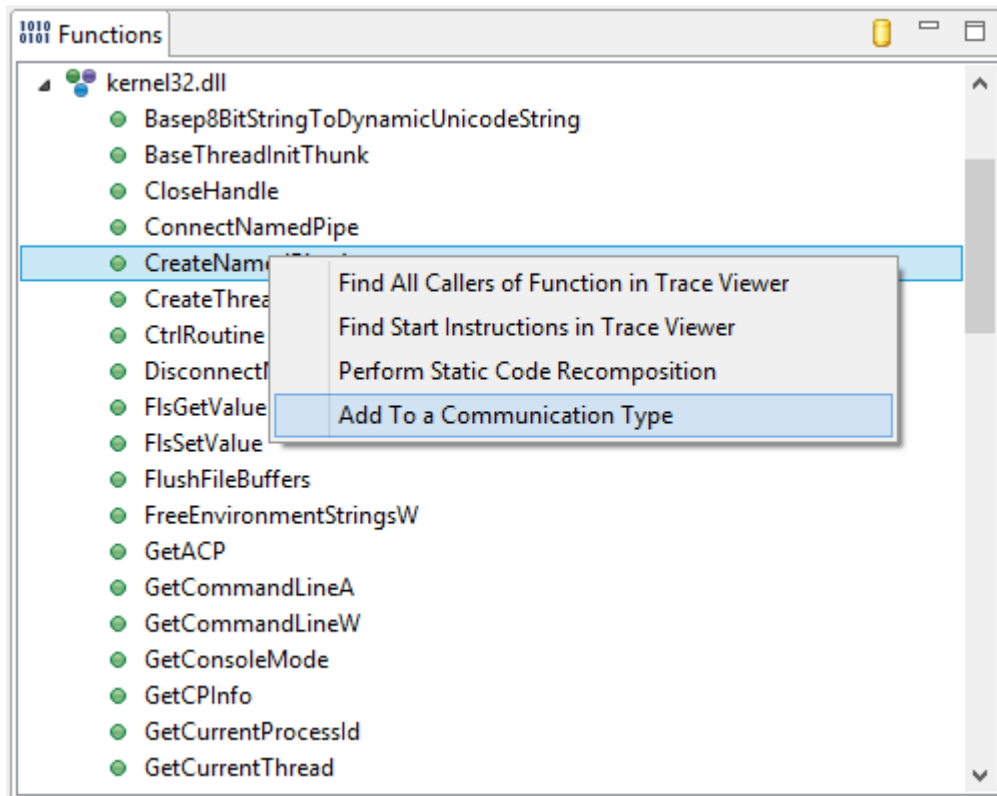 1010
0101 Functions
kernel32.dll
Basep8BitStringToDynamicUnicodeString
BaseThreadInitThunk
CloseHandle
ConnectNamedPipe
Find All Callers of Function in Trace Viewer
Find Start Instructions in Trace Viewer
CtrlRoutine
Perform Static Code Recomposition
FlsGetValue
Add To a Communication Type
FlsSetValue
FlushFileBuffers
FreeEnvironmentStringsW
GetACP
GetCommandLineA
GetCommandLineW
GetConsoleMode
GetCPInfo
GetCurrentProcessId
GetCurrentThread